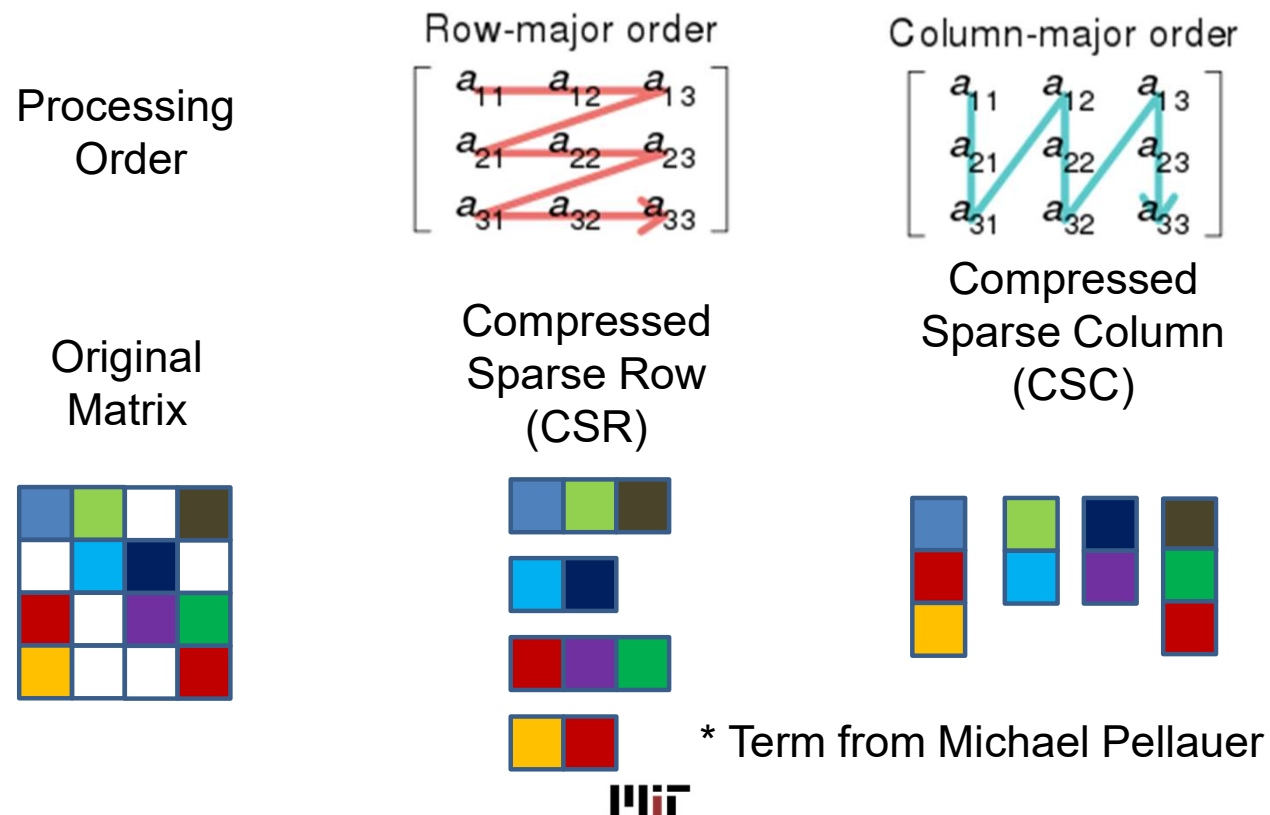 Processing
Order
Row-major order
a11 a12 a13
a21 a22 a23
a31 a32 a33
Column-major order
a11 a12 a13
a21 a22 a23
a31 a32 a33
Original
Matrix
Compressed
Sparse Row
(CSR)
Compressed
Sparse Column
(CSC)
* Term from Michael Pellauer
MIT